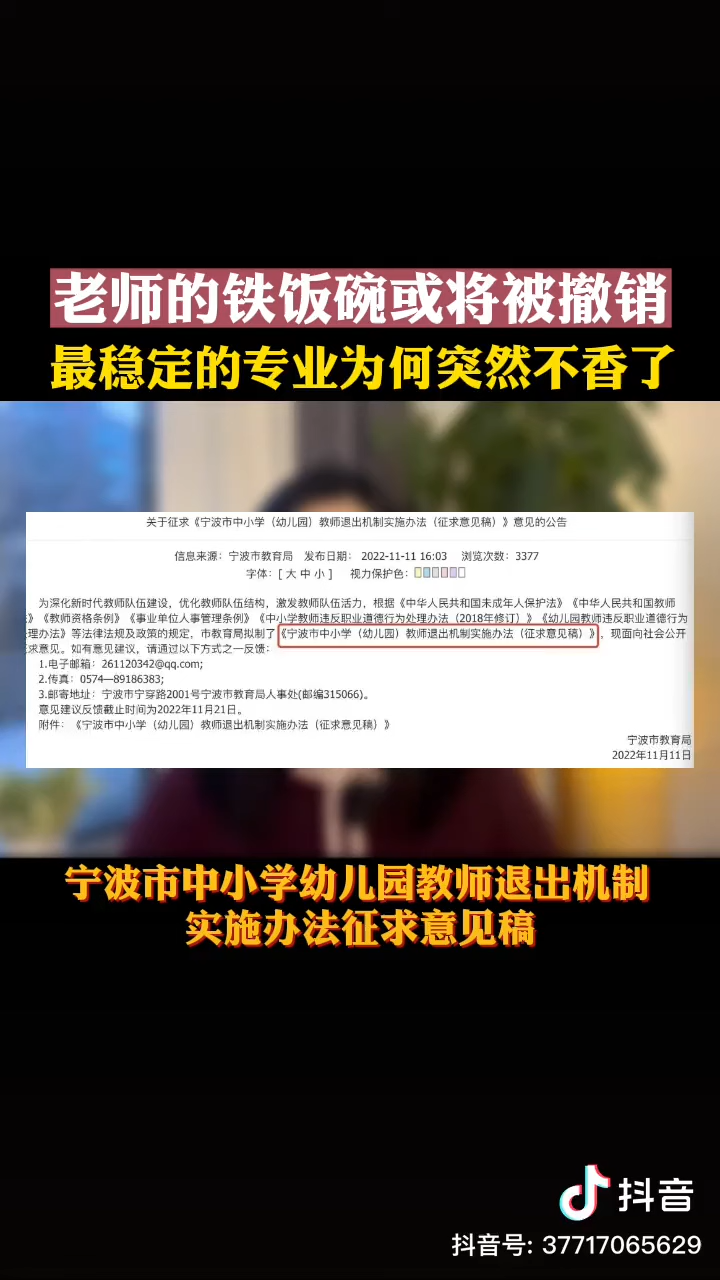 老师的铁饭碗或将被撤销
最稳定的专业为何突然不香了
关于征求《宁波市中小学（幼儿园）教师退出机制实施办法（征求意见稿）》意见的公告
信息来源：宁波市教育局 发布日期：2022-11-11 16:03 浏览次数：3377
字体：[ 大 中 小 ] 视力保护色：
为深化新时代教师队伍建设，优化教师队伍结构，激发教师队伍活力，根据《中华人民共和国未成年人保护法》《中华人民共和国教师
》《教师资格条例》《事业单位人事管理条例》《中小学教师违反职业道德行为处理办法（2018年修订）》《幼儿园教师违反职业道德行为
理办法》等法律法规及政策的规定，市教育局拟制了《宁波市中小学（幼儿园）教师退出机制实施办法（征求意见稿）》，现面向社会公开
求意见。如有意见建议，请通过以下方式之一反馈：
1.电子邮箱：261120342@qq.com;
2.传真：0574—89186383;
3.邮寄地址：宁波市宁穿路2001号宁波市教育局人事处(邮编315066)。
意见建议反馈截止时间为2022年11月21日。
附件：《宁波市中小学（幼儿园）教师退出机制实施办法（征求意见稿）》
宁波市教育局
2022年11月11日
宁波市中小学幼儿园教师退出机制
实施办法征求意见稿
抖音
抖音号: 37717065629